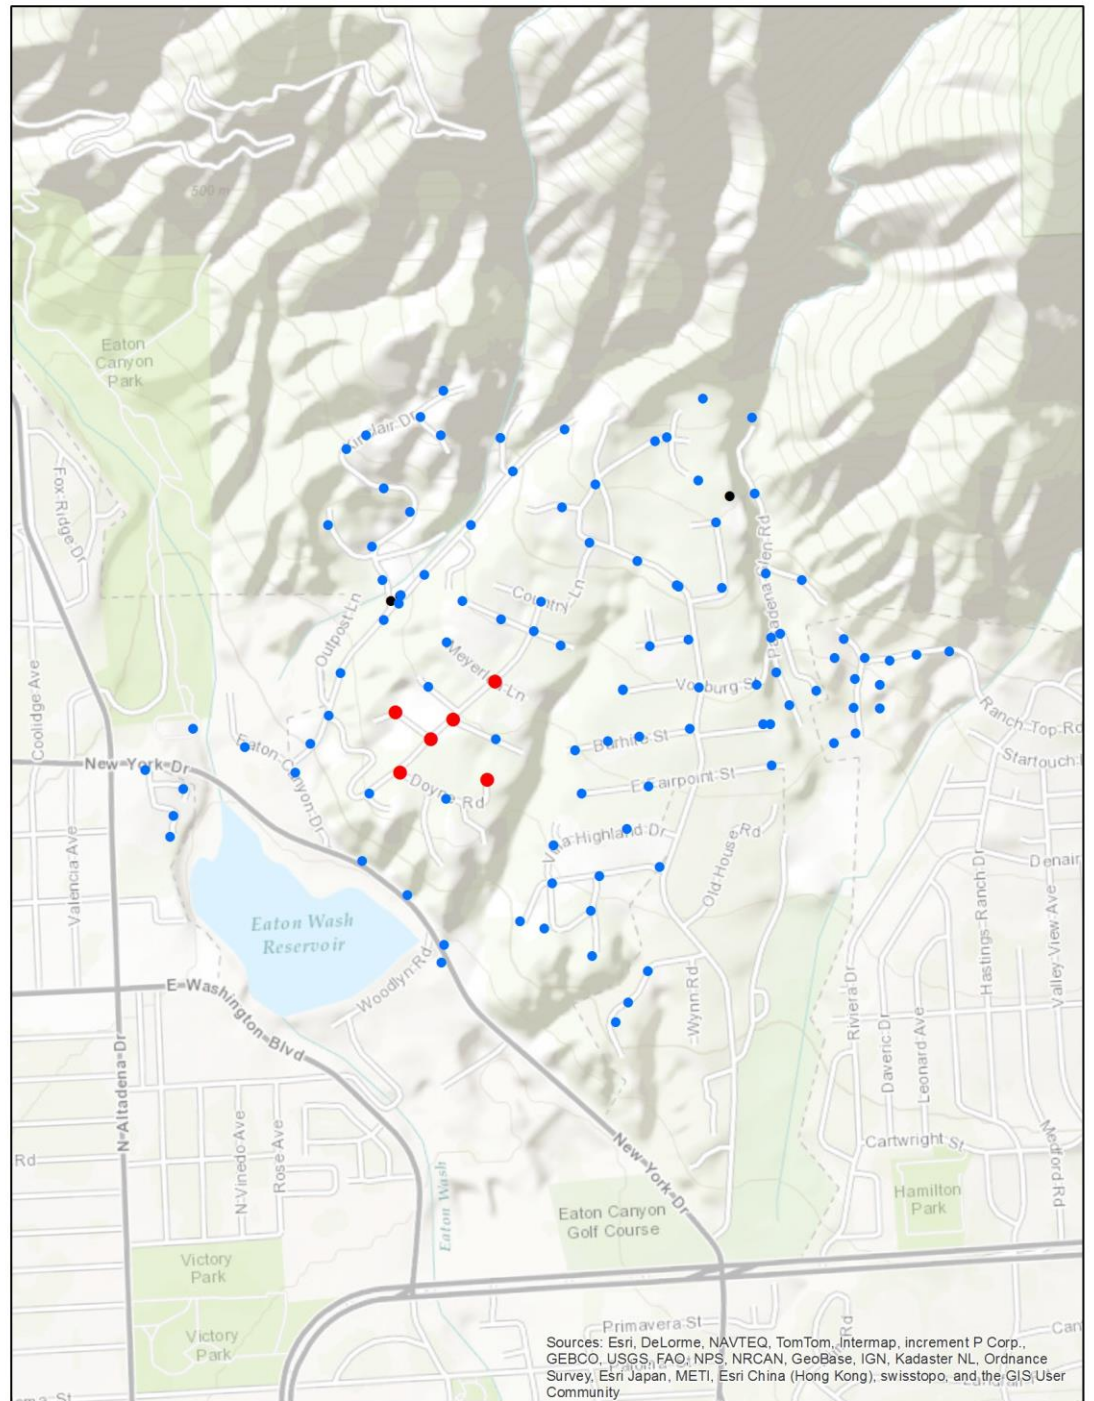 500 m
Eaton
Canyon
Park
Kinclair Dr
Fox Ridge Dr
Pasadena Glen Rd
Country Ln
Outpost Ln
Meyerloa Ln
Coolidge Ave
Vosburg St
Ranch Top Rd
Barhite St
Startouch
Eaton Canyon Dr
New York Dr
E Fairpoint St
Doyne Rd
Villa Highland Dr
Old House Rd
Denair
Valencia Ave
Hastings Ranch Dr
Valley View Ave
Eaton Wash
Reservoir
Woodlyn Rd
E Washington Blvd
Wynn Rd
Riviera Dr
Daveric Dr
Leonard Ave
N Altadena Dr
N Vinedo Ave
Rose Ave
Rd
Cartwright St
Medford Rd
Eaton Wash
New York Dr
Hamilton
Park
Eaton Canyon
Golf Course
Victory
Park
Primavera St
Rd
Can
Victory
Park
Sources: Esri, DeLorme, NAVTEQ, TomTom, Intermap, increment P Corp.,
GEBCO, USGS, FAO, NPS, NRCAN, GeoBase, IGN, Kadaster NL, Ordnance
Survey, Esri Japan, METI, Esri China (Hong Kong), swisstopo, and the GIS User
Community